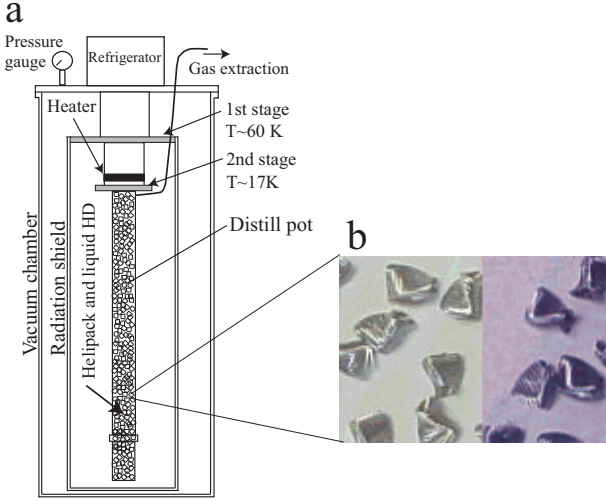 a
Pressure
gauge
Refrigerator
Gas extraction
Heater
1st stage
T~60 K
2nd stage
T~17K
Distill pot
Vacuum chamber
Radiation shield
Helipack and liquid HD
b